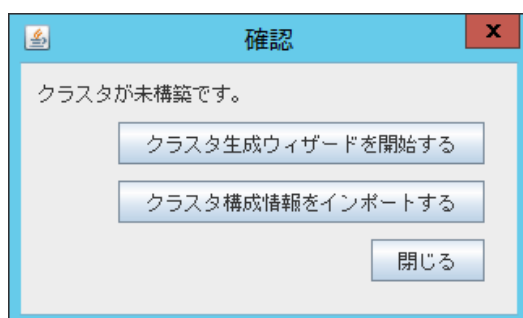 確認
x
クラスタが未構築です。
クラスタ生成ウィザードを開始する
クラスタ構成情報をインポートする
閉じる